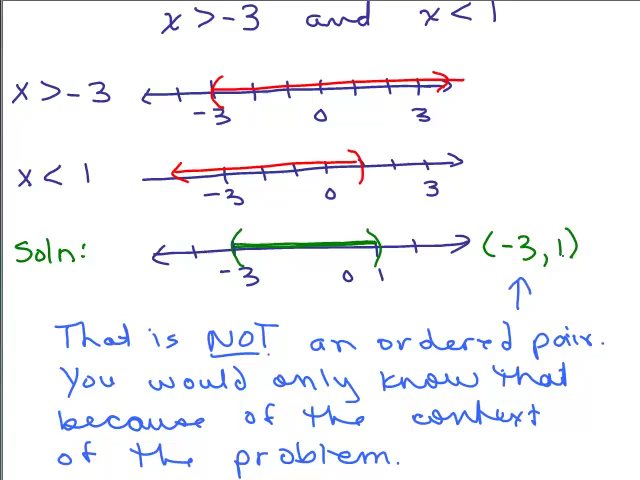 x > -3 and x < 1
x > -3
-3 0 3
x < 1
-3 0 3
Soln: (-3, 1)
-3 0 1
That is NOT an ordered pair.
You would only know that
because of the context
of the problem.